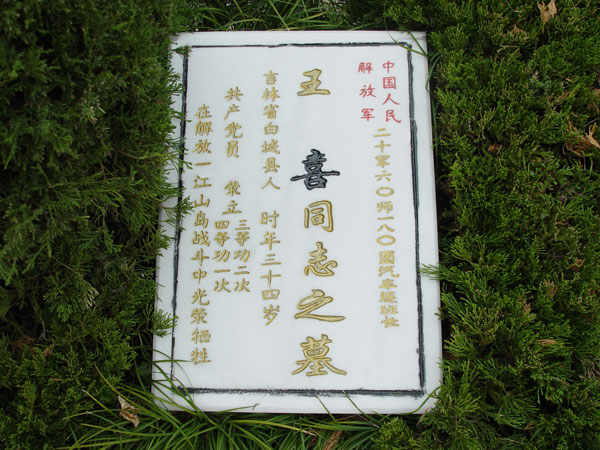 中国人民
解放军
二十军六〇师一八〇團汽车连班长
王 喜同志之墓
吉林省白城县人 时年三十四岁
共产党员 荣立三等功二次
四等功一次
在解放一江山岛战斗中光荣牺牲